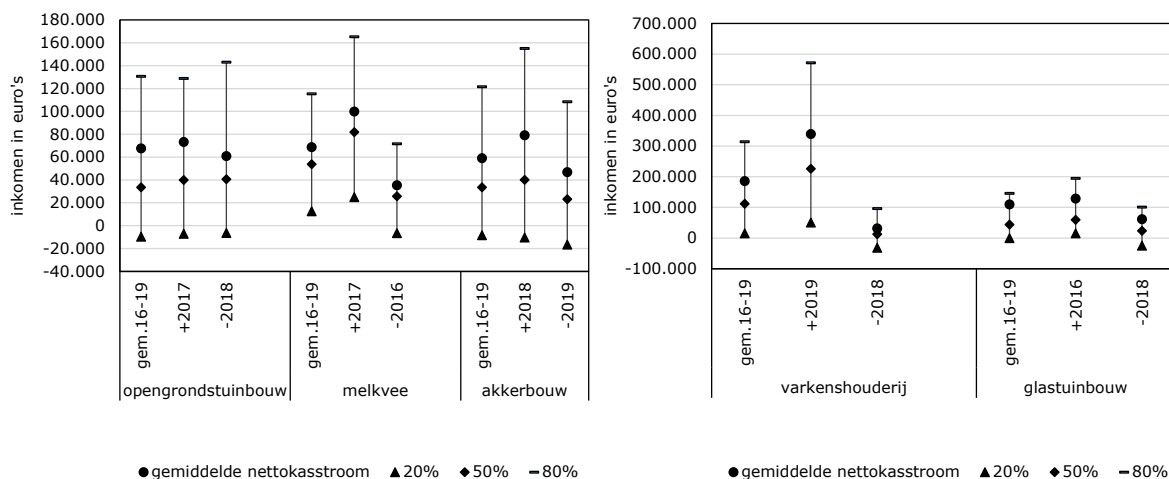 180.000
160.000
140.000
120.000
100.000
80.000
60.000
40.000
20.000
0
-20.000
-40.000
inkomen in euro's
gem.16-19
+2017
-2018
gem.16-19
+2017
-2016
gem.16-19
+2018
-2019
opengrondstuinbouw
melkvee
akkerbouw
gemiddelde nettokasstroom 20% 50% 80%
700.000
600.000
500.000
400.000
300.000
200.000
100.000
0
-100.000
inkomen in euro's
gem.16-19
+2019
-2018
gem.16-19
+2016
-2018
varkenshouderij
glastuinbouw
gemiddelde nettokasstroom 20% 50% 80%